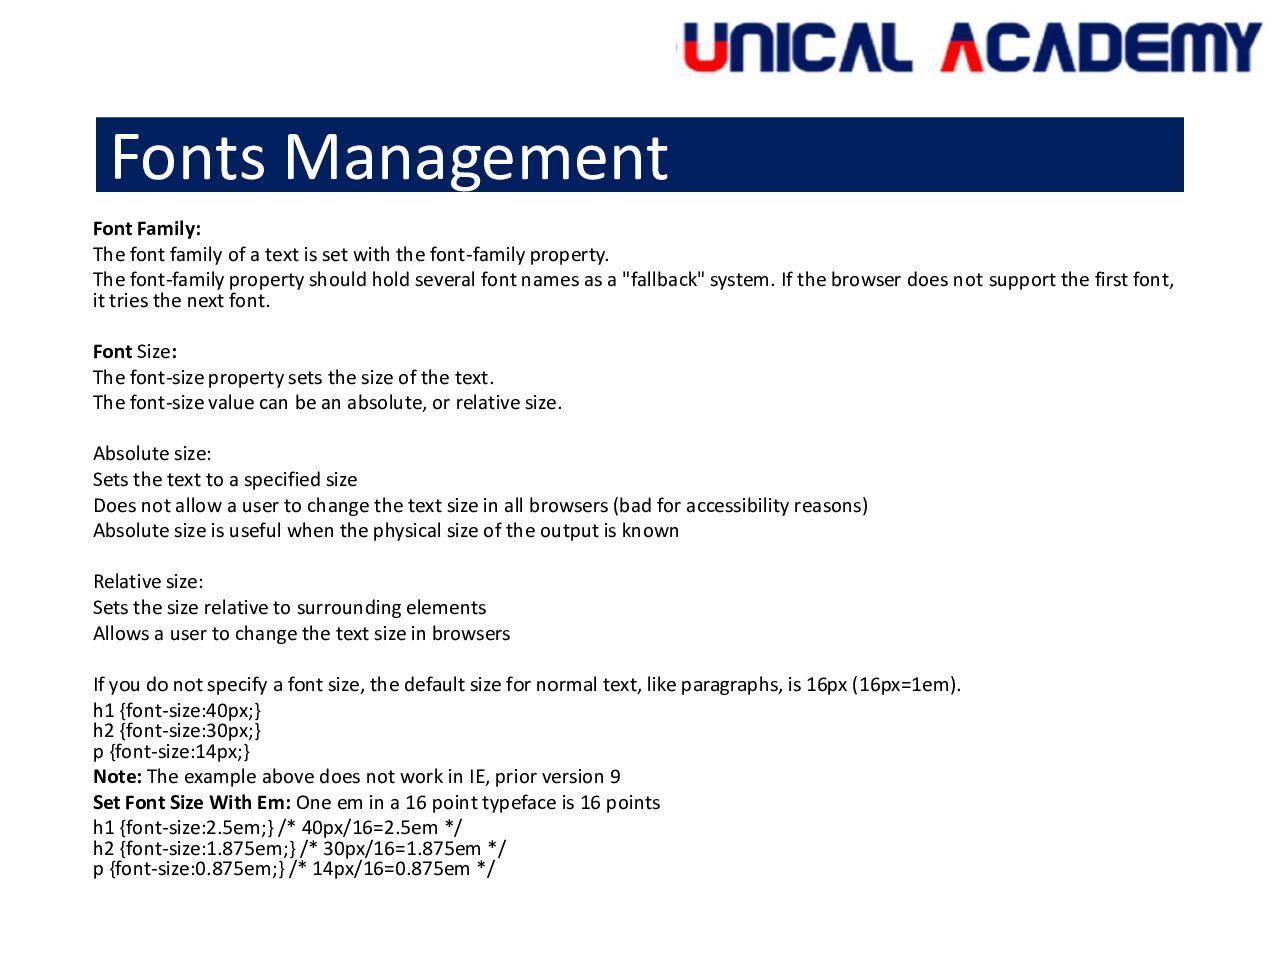 UNICAL ACADEMY
Fonts Management
Font Family:
The font family of a text is set with the font-family property.
The font-family property should hold several font names as a "fallback" system. If the browser does not support the first font,
it tries the next font.
Font Size:
The font-size property sets the size of the text.
The font-size value can be an absolute, or relative size.
Absolute size:
Sets the text to a specified size
Does not allow a user to change the text size in all browsers (bad for accessibility reasons)
Absolute size is useful when the physical size of the output is known
Relative size:
Sets the size relative to surrounding elements
Allows a user to change the text size in browsers
If you do not specify a font size, the default size for normal text, like paragraphs, is 16px (16px=1em).
h1 {font-size:40px;}
h2 {font-size:30px;}
p {font-size:14px;}
Note: The example above does not work in IE, prior version 9
Set Font Size With Em: One em in a 16 point typeface is 16 points
h1 {font-size:2.5em;} /* 40px/16=2.5em */
h2 {font-size:1.875em;} /* 30px/16=1.875em */
p {font-size:0.875em;} /* 14px/16=0.875em */